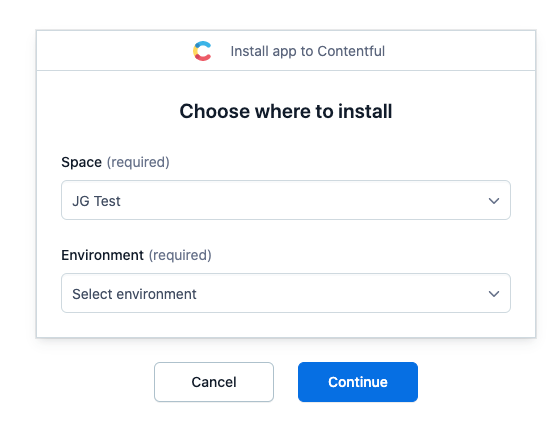 Install app to Contentful
Choose where to install
Space (required)
JG Test
Environment (required)
Select environment
Cancel
Continue